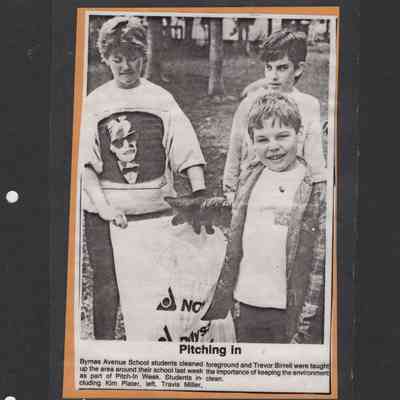 No
Days
Pitching in
Byrnes Avenue School students cleaned
up the area around their school last week
as part of Pitch-In Week. Students in-
cluding Kim Plater, left, Travis Miller,
foreground and Trevor Birrell were taught
the importance of keeping the environment
clean.